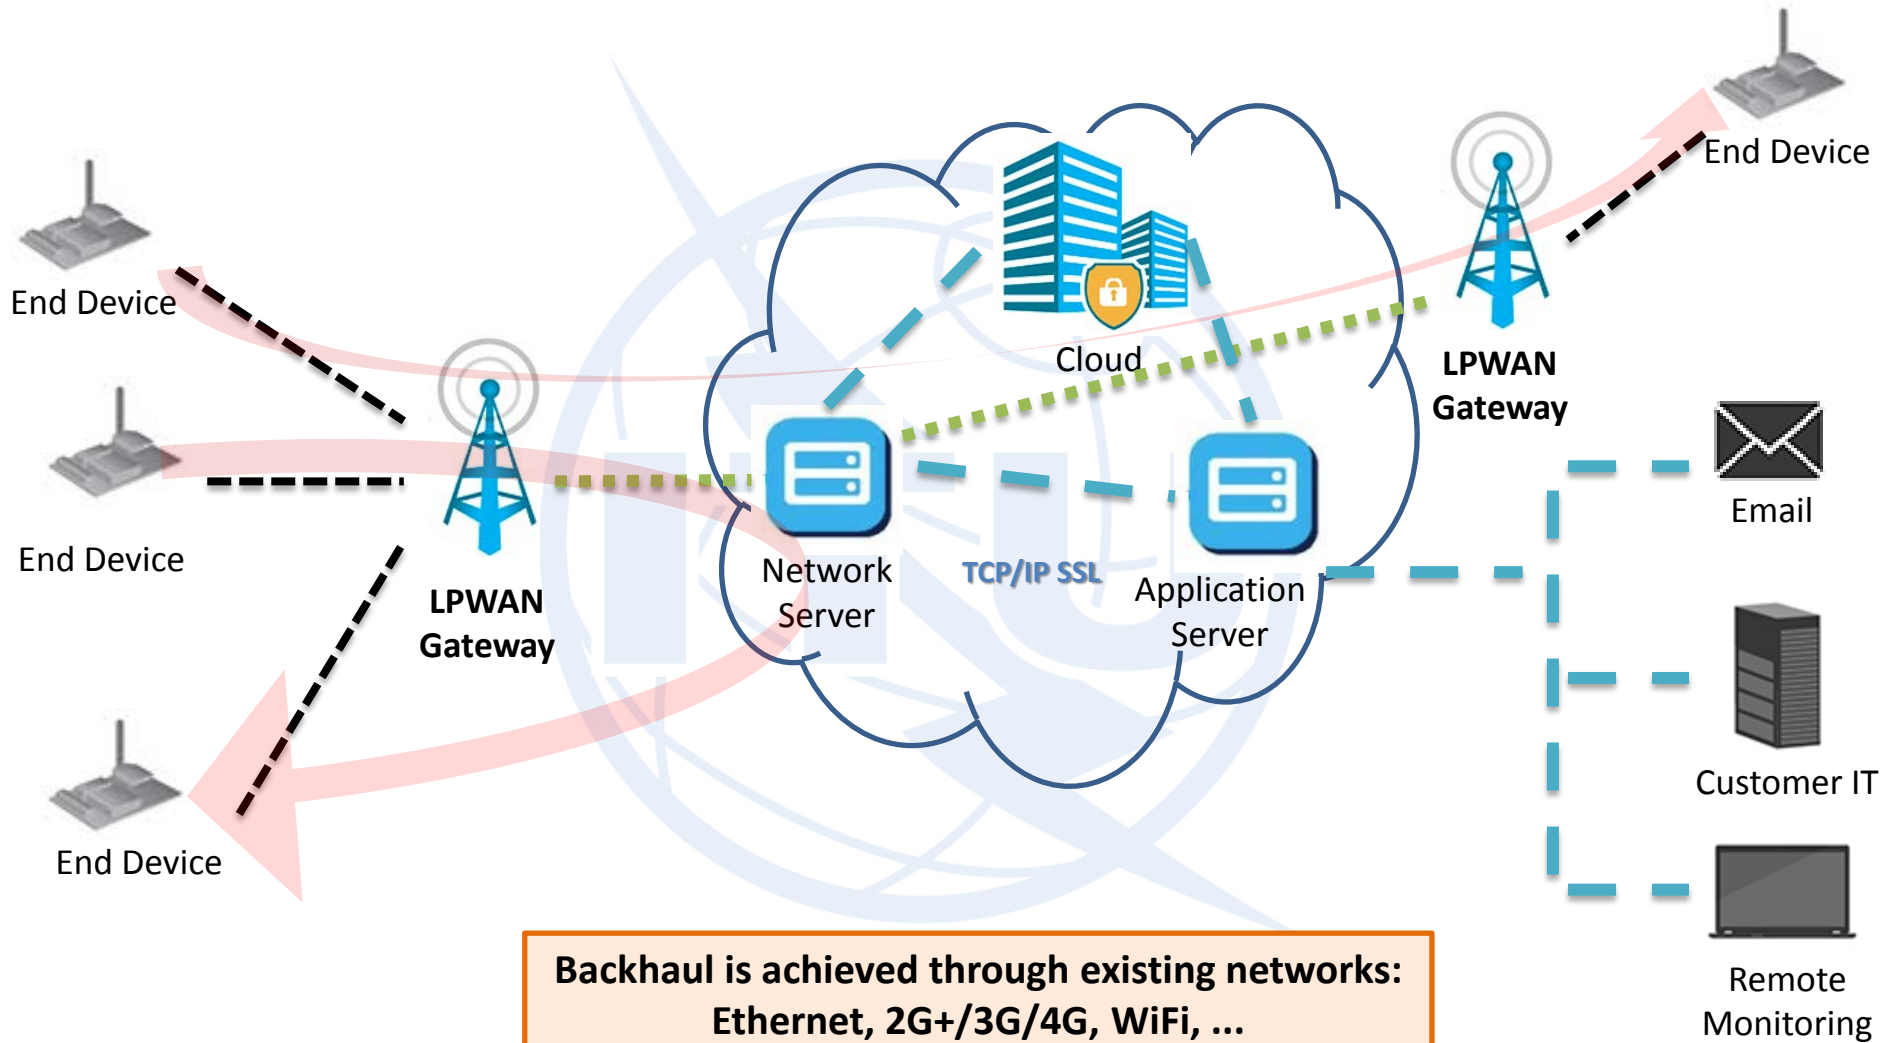 End Device
End Device
Cloud
LPWAN
Gateway
Email
End Device
Network
Server
TCP/IP SSL
Application
Server
LPWAN
Gateway
Customer IT
End Device
Remote
Monitoring
Backhaul is achieved through existing networks:
Ethernet, 2G+/3G/4G, WiFi, ...
ITU